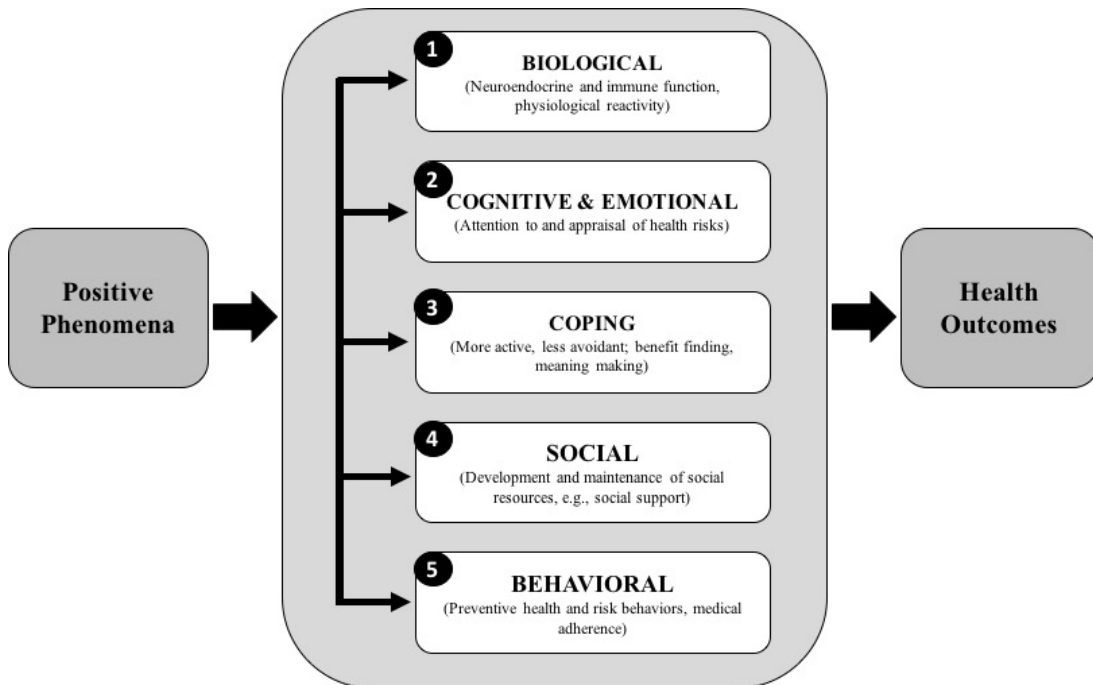 Positive
Phenomena
1
BIOLOGICAL
(Neuroendocrine and immune function,
physiological reactivity)
2
COGNITIVE & EMOTIONAL
(Attention to and appraisal of health risks)
3
COPING
(More active, less avoidant; benefit finding,
meaning making)
4
SOCIAL
(Development and maintenance of social
resources, e.g., social support)
5
BEHAVIORAL
(Preventive health and risk behaviors, medical
adherence)
Health
Outcomes